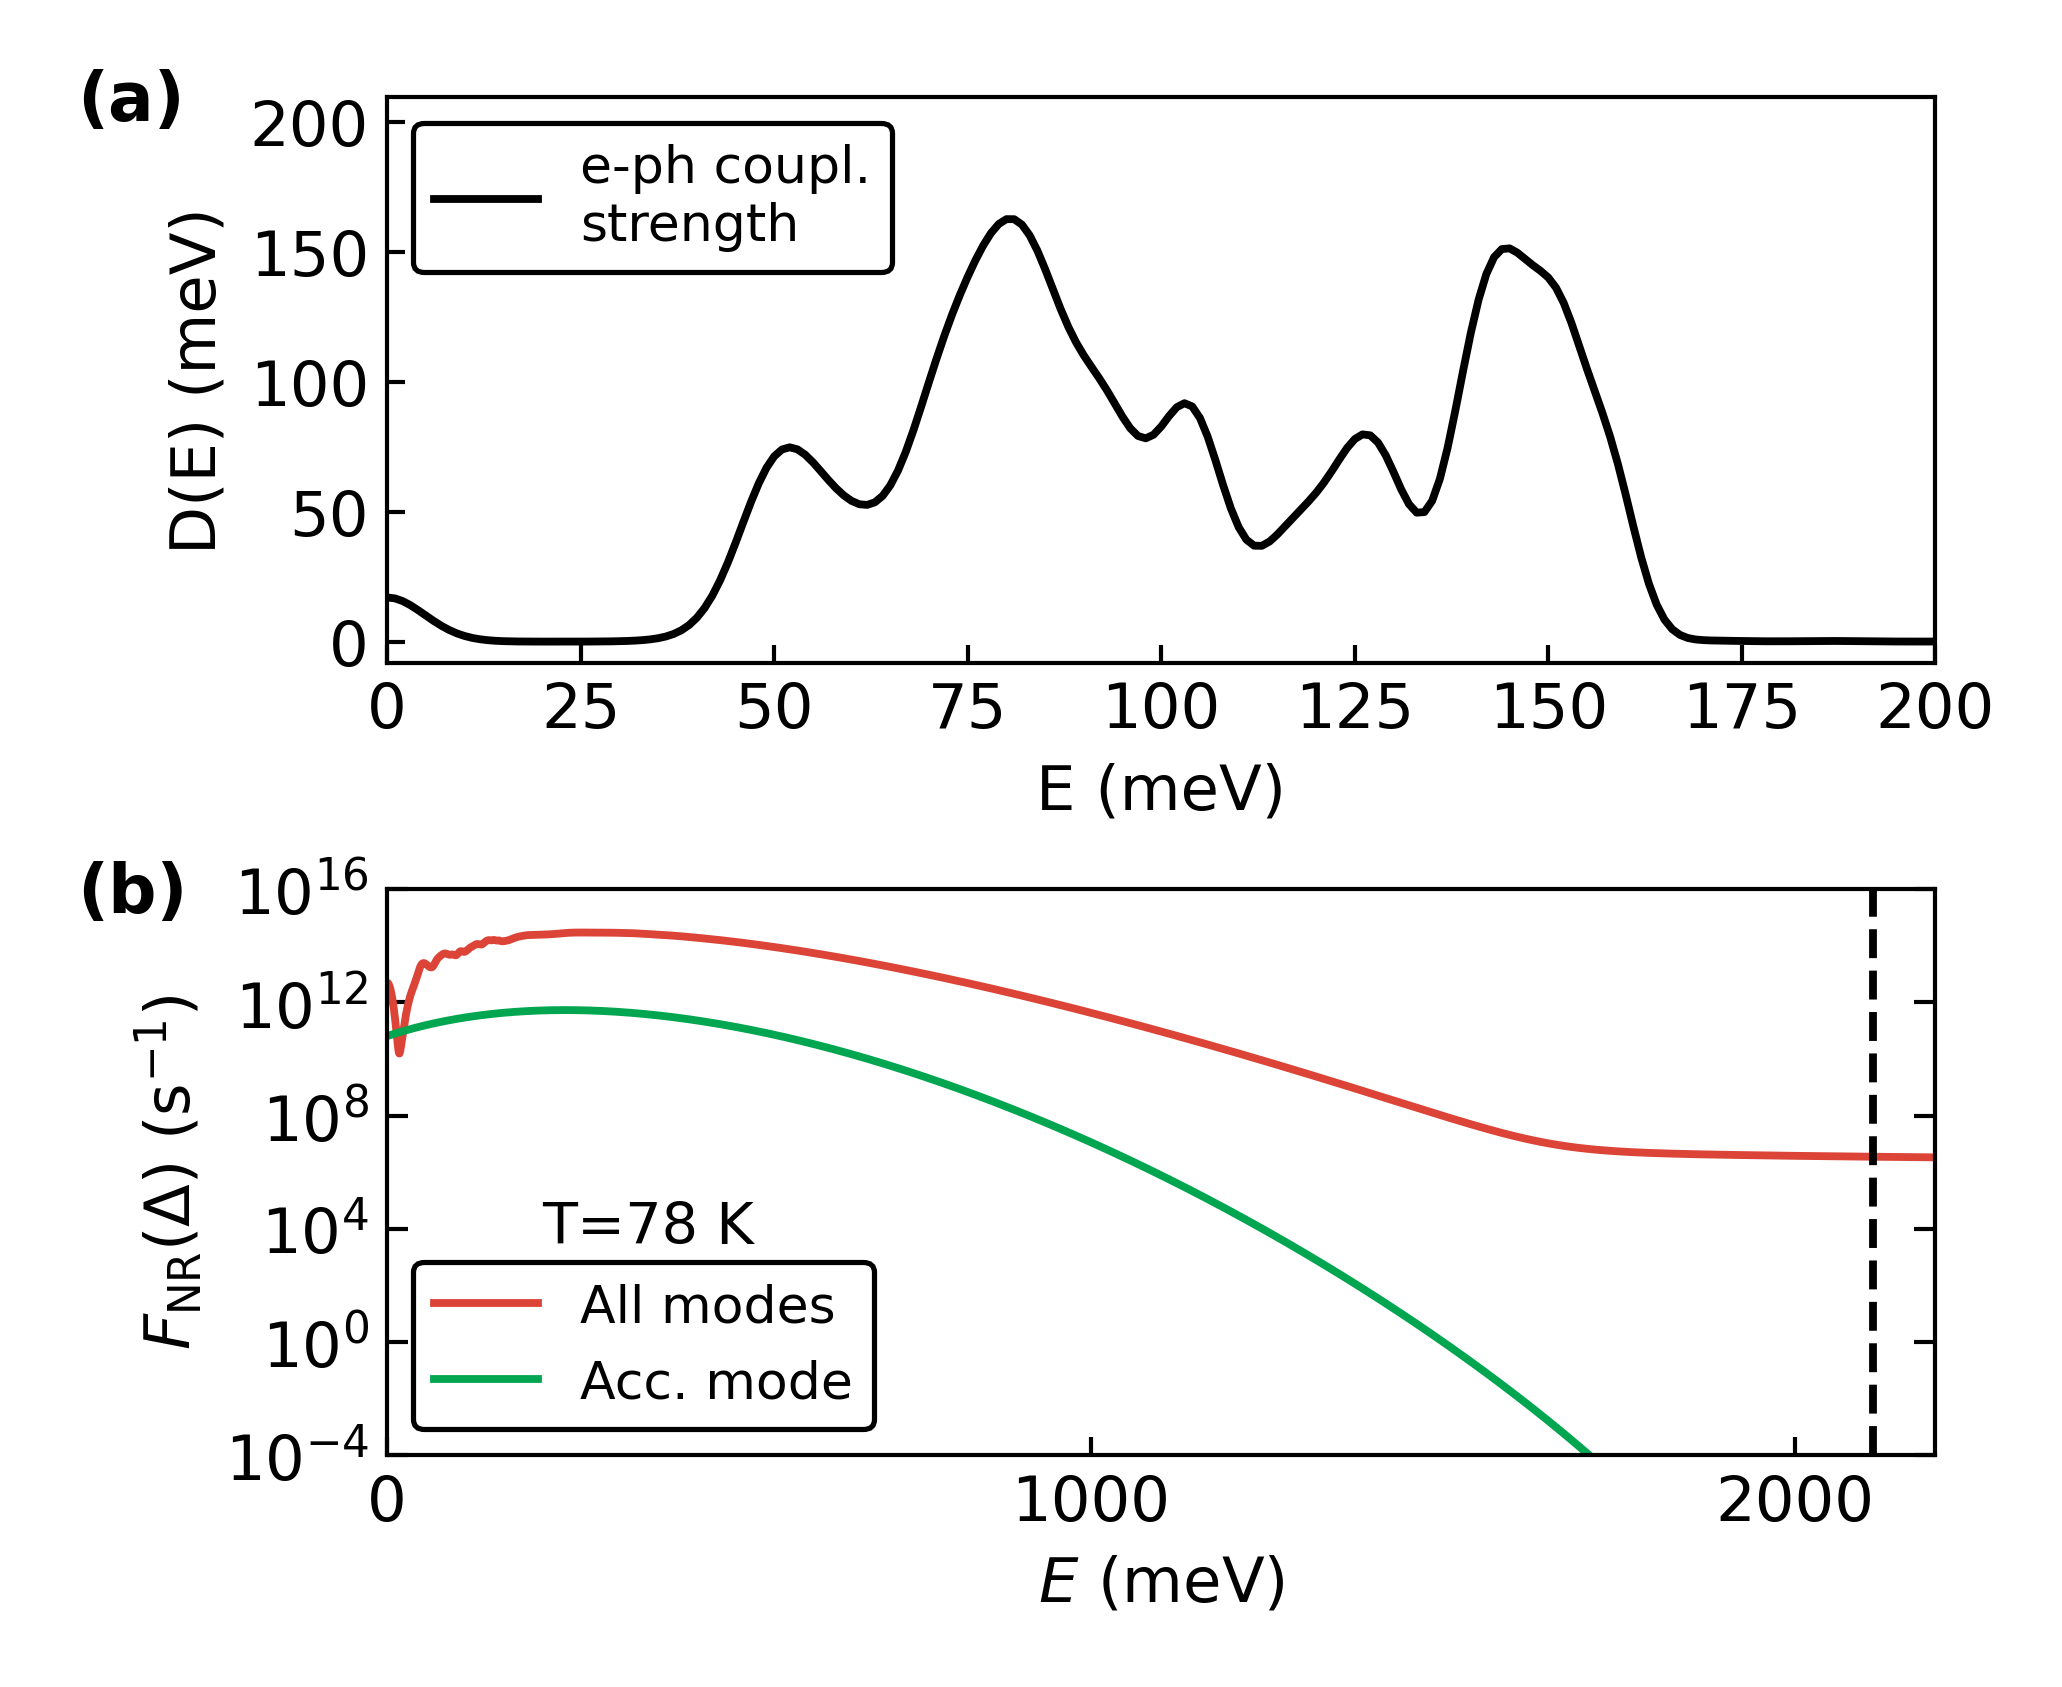 (a)
200
150
100
50
0
D(E) (meV)
e-ph coupl.
strength
0 25 50 75 100 125 150 175 200
E (meV)
(b)
10^16
10^12
10^8
10^4
10^0
10^−4
F_NR(Δ) (s^−1)
T=78 K
All modes
Acc. mode
0 1000 2000
E (meV)